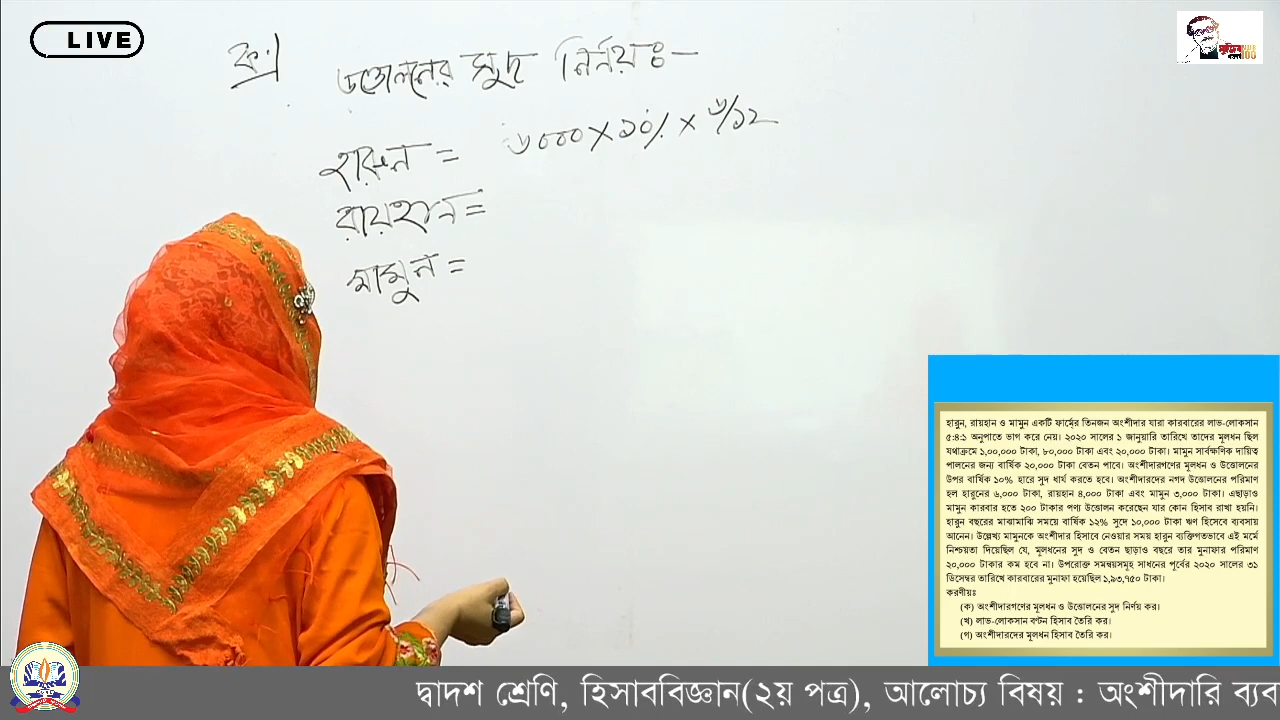 LIVE
ক।
উত্তোলনের সুদ নির্নয়ঃ-
হারুন = ৬০০০ X ১০% X ৬/১২
রায়হান =
মামুন =
হারুন, রায়হান ও মামুন একটি ফার্মের তিনজন অংশীদার যারা কারবারের লাভ-লোকসান
৫:৪:১ অনুপাতে ভাগ করে নেয়। ২০২০ সালের ১ জানুয়ারি তারিখে তাদের মূলধন ছিল
যথাক্রমে ১,০০,০০০ টাকা, ৮০,০০০ টাকা এবং ২০,০০০ টাকা। মামুন সার্বক্ষণিক দায়িত্ব
পালনের জন্য বার্ষিক ২০,০০০ টাকা বেতন পাবে। অংশীদারগণের মূলধন ও উত্তোলনের
উপর বার্ষিক ১০% হারে সুদ ধার্য করতে হবে। অংশীদারদের নগদ উত্তোলনের পরিমাণ
হল হারুনের ৬,০০০ টাকা, রায়হান ৪,০০০ টাকা এবং মামুন ৩,০০০ টাকা। এছাড়াও
মামুন কারবার হতে ২০০ টাকার পণ্য উত্তোলন করেছেন যার কোন হিসাব রাখা হয়নি।
হারুন বছরের মাঝামাঝি সময়ে বার্ষিক ১২% সুদে ১০,০০০ টাকা ঋণ হিসেবে ব্যবসায়
আনেন। উল্লেখ্য মামুনকে অংশীদার হিসাবে নেওয়ার সময় হারুন ব্যক্তিগতভাবে এই মর্মে
নিশ্চয়তা দিয়েছিল যে, মূলধনের সুদ ও বেতন ছাড়াও বছরে তার মুনাফার পরিমাণ
২০,০০০ টাকার কম হবে না। উপরোক্ত সমন্বয়সমূহ সাধনের পূর্বের ২০২০ সালের ৩১
ডিসেম্বর তারিখে কারবারের মুনাফা হয়েছিল ১,৯৩,৭৫০ টাকা।
করণীয়ঃ
(ক) অংশীদারগণের মূলধন ও উত্তোলনের সুদ নির্ণয় কর।
(খ) লাভ-লোকসান বণ্টন হিসাব তৈরি কর।
(গ) অংশীদারদের মূলধন হিসাব তৈরি কর।
দ্বাদশ শ্রেণি, হিসাববিজ্ঞান(২য় পত্র), আলোচ্য বিষয় : অংশীদারি ব্যব